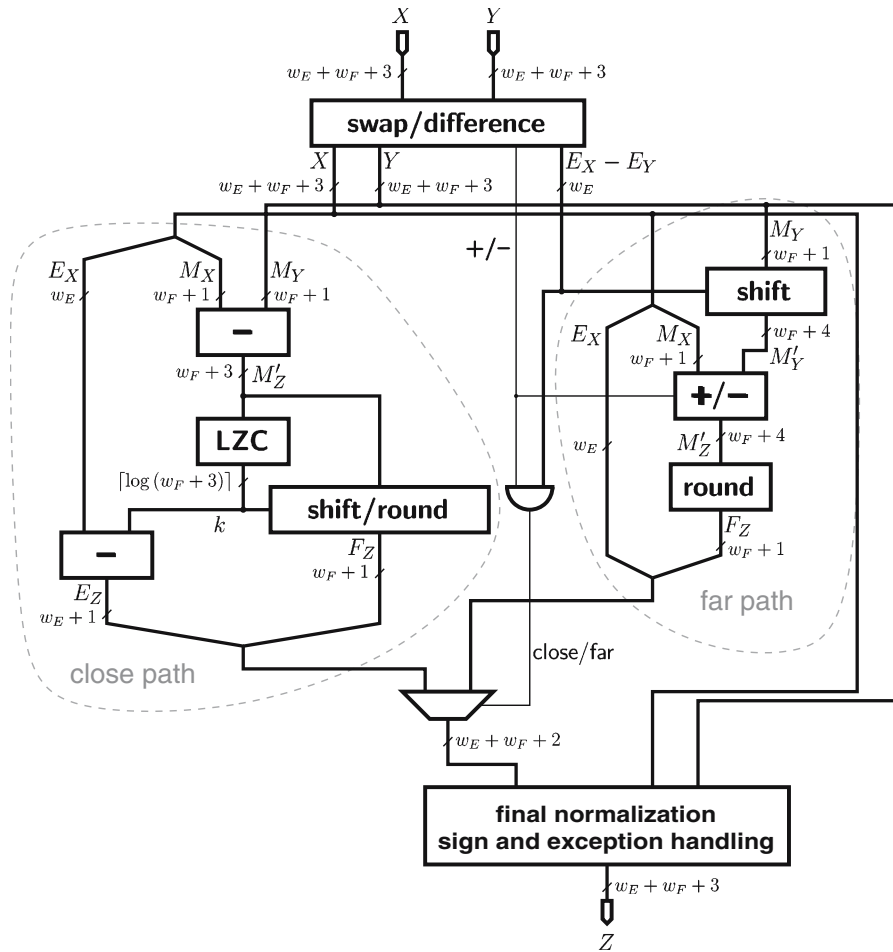 X Y
w_E + w_F + 3 w_E + w_F + 3
swap/difference
X Y E_X − E_Y
w_E + w_F + 3 w_E + w_F + 3 w_E
+/−
M_Y
w_F + 1
shift
w_F + 4
M'_Y
E_X M_X M_Y
w_E w_F + 1 w_F + 1
−
w_F + 3 M'_Z
LZC
⌈log (w_F + 3)⌉
shift/round
k
−
E_Z
w_E + 1
F_Z
w_F + 1
close path
E_X M_X
w_F + 1
+/−
w_E
M'_Z w_F + 4
round
F_Z
w_F + 1
far path
close/far
w_E + w_F + 2
final normalization
sign and exception handling
w_E + w_F + 3
Z